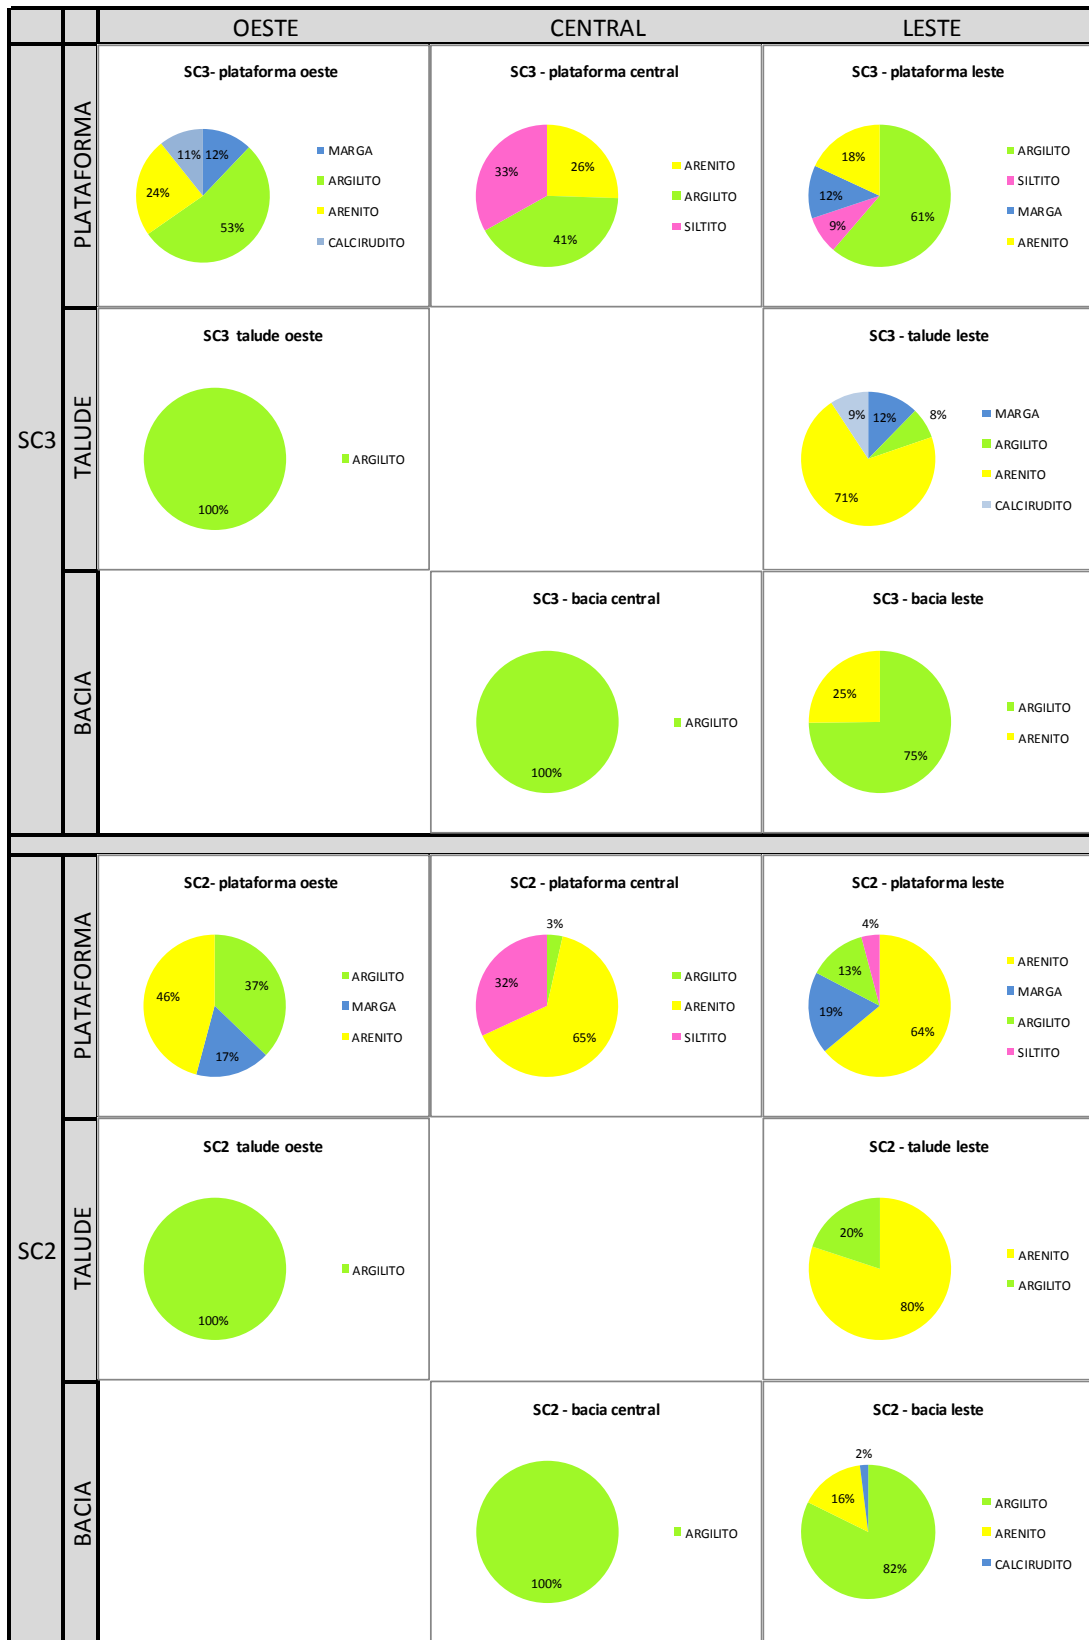 OESTE CENTRAL LESTE
SC3
PLATAFORMA
SC3- plataforma oeste
11% 12%
24%
53%
MARGA
ARGILITO
ARENITO
CALCIRUDITO
SC3 - plataforma central
33% 26%
41%
ARENITO
ARGILITO
SILTITO
SC3 - plataforma leste
18%
12%
9%
61%
ARGILITO
SILTITO
MARGA
ARENITO
TALUDE
SC3 talude oeste
100%
ARGILITO
SC3 - talude leste
9% 12% 8%
71%
MARGA
ARGILITO
ARENITO
CALCIRUDITO
BACIA
SC3 - bacia central
100%
ARGILITO
SC3 - bacia leste
25%
75%
ARGILITO
ARENITO
SC2
PLATAFORMA
SC2- plataforma oeste
46% 37%
17%
ARGILITO
MARGA
ARENITO
SC2 - plataforma central
3%
32%
65%
ARGILITO
ARENITO
SILTITO
SC2 - plataforma leste
4%
13%
19%
64%
ARENITO
MARGA
ARGILITO
SILTITO
TALUDE
SC2 talude oeste
100%
ARGILITO
SC2 - talude leste
20%
80%
ARENITO
ARGILITO
BACIA
SC2 - bacia central
100%
ARGILITO
SC2 - bacia leste
2%
16%
82%
ARGILITO
ARENITO
CALCIRUDITO